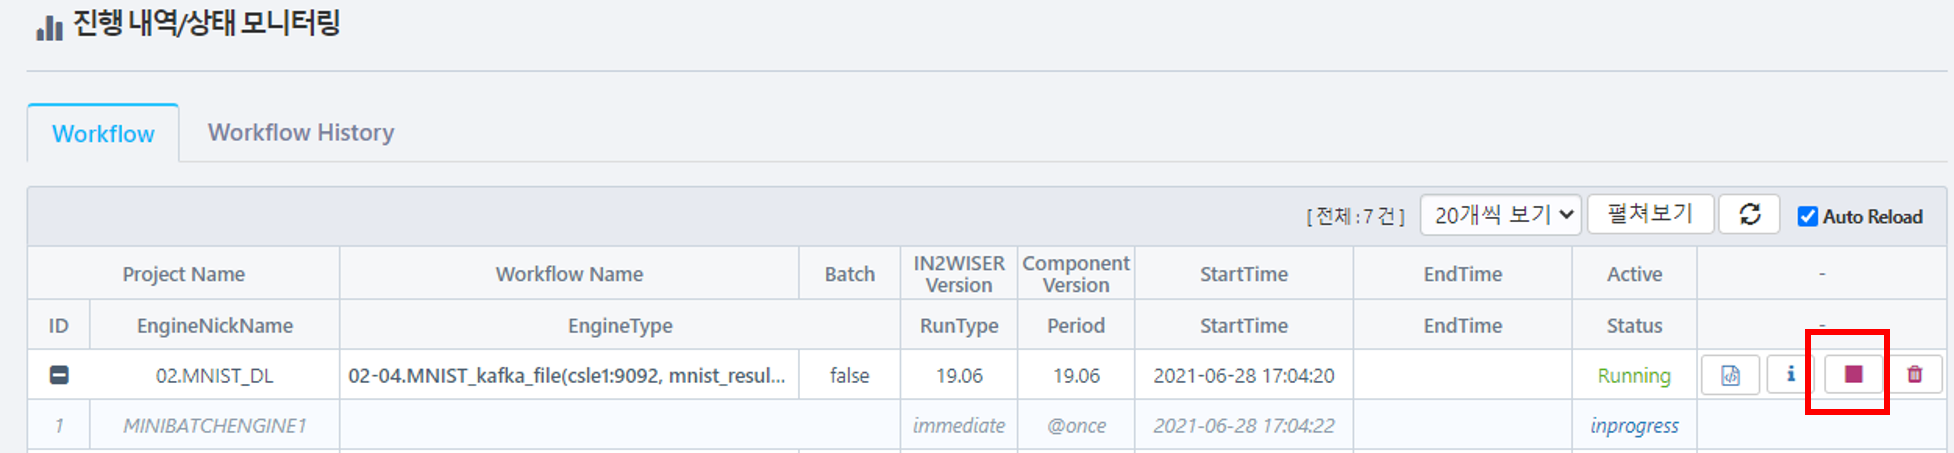 진행 내역/상태 모니터링
Workflow Workflow History
[ 전체 : 7 건 ] 20개씩 보기 펼쳐보기 Auto Reload
Project Name Workflow Name Batch IN2WISER Version Component Version StartTime EndTime Active -
ID EngineNickName EngineType RunType Period StartTime EndTime Status -
02.MNIST_DL 02-04.MNIST_kafka_file(csle1:9092, mnist_resul... false 19.06 19.06 2021-06-28 17:04:20 Running
1 MINIBATCHENGINE1 immediate @once 2021-06-28 17:04:22 inprogress